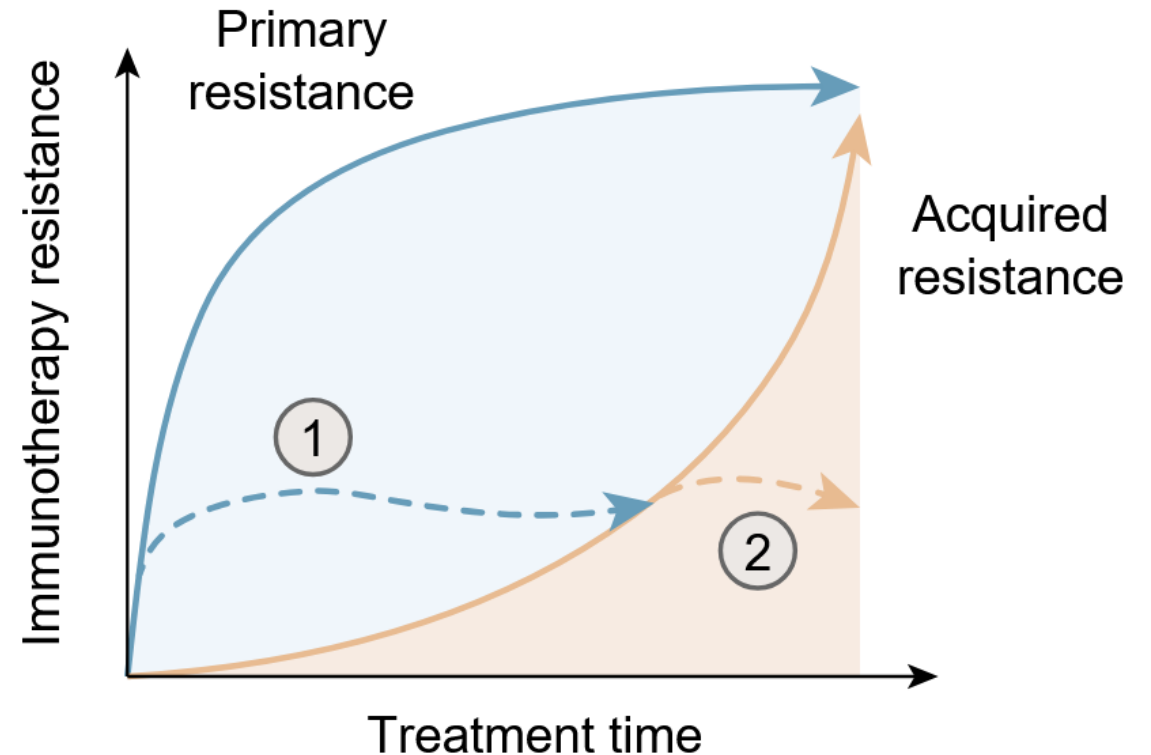 Primary
resistance
Immunotherapy resistance
Acquired
resistance
1
2
Treatment time